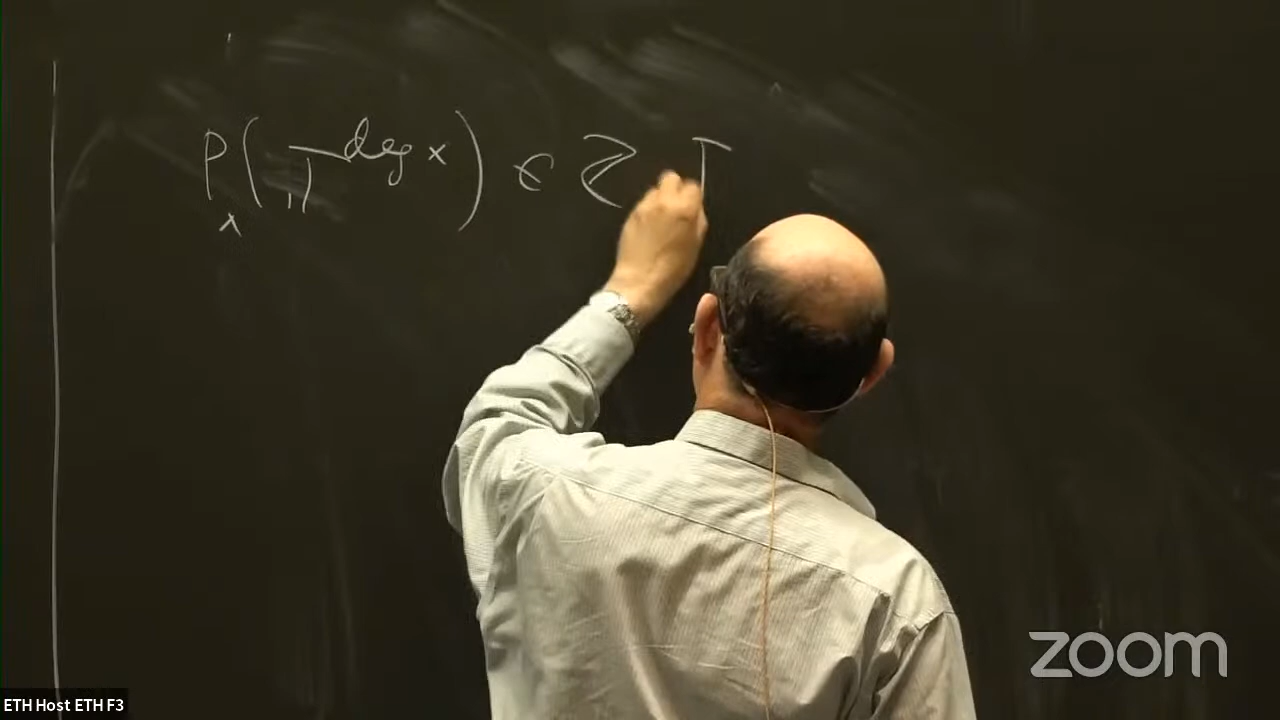 P_x(T^{deg x}) ∈ Z T
zoom
ETH Host ETH F3